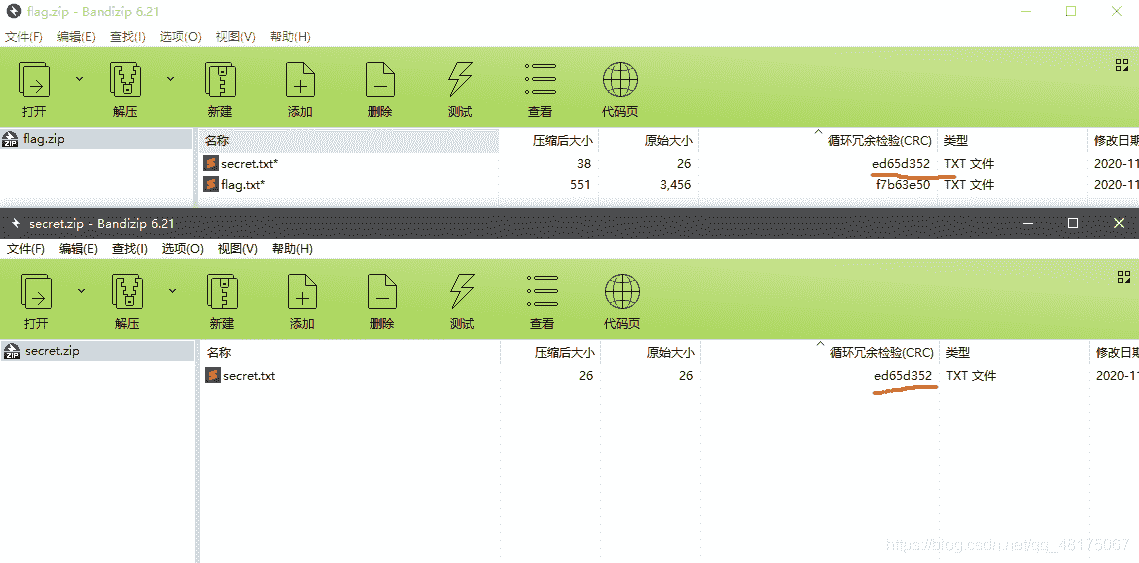 flag.zip - Bandizip 6.21
文件(F) 编辑(E) 查找(I) 选项(O) 视图(V) 帮助(H)
打开 解压 新建 添加 删除 测试 查看 代码页
flag.zip
名称 压缩后大小 原始大小 循环冗余检验(CRC) 类型 修改日期
secret.txt* 38 26 ed65d352 TXT 文件 2020-11
flag.txt* 551 3,456 f7b63e50 TXT 文件 2020-11
secret.zip - Bandizip 6.21
文件(F) 编辑(E) 查找(I) 选项(O) 视图(V) 帮助(H)
打开 解压 新建 添加 删除 测试 查看 代码页
secret.zip
名称 压缩后大小 原始大小 循环冗余检验(CRC) 类型 修改日期
secret.txt 26 26 ed65d352 TXT 文件 2020-11
https://blog.csdn.net/qq_48175067